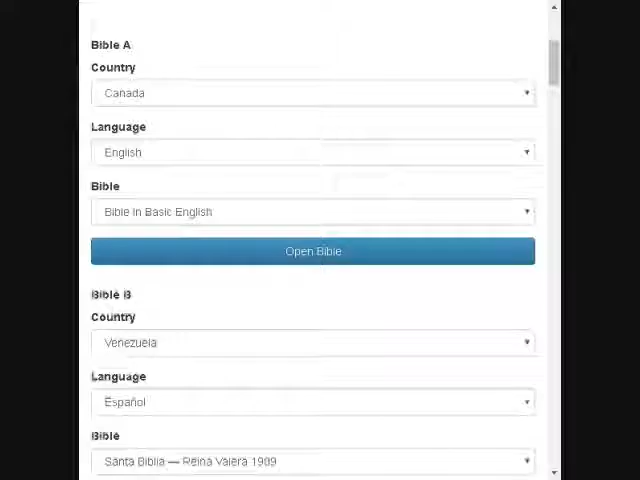 Bible A
Country
Canada
Language
English
Bible
Bible in Basic English
Open Bible
Bible B
Country
Venezuela
Language
Español
Bible
Santa Biblia — Reina Valera 1909